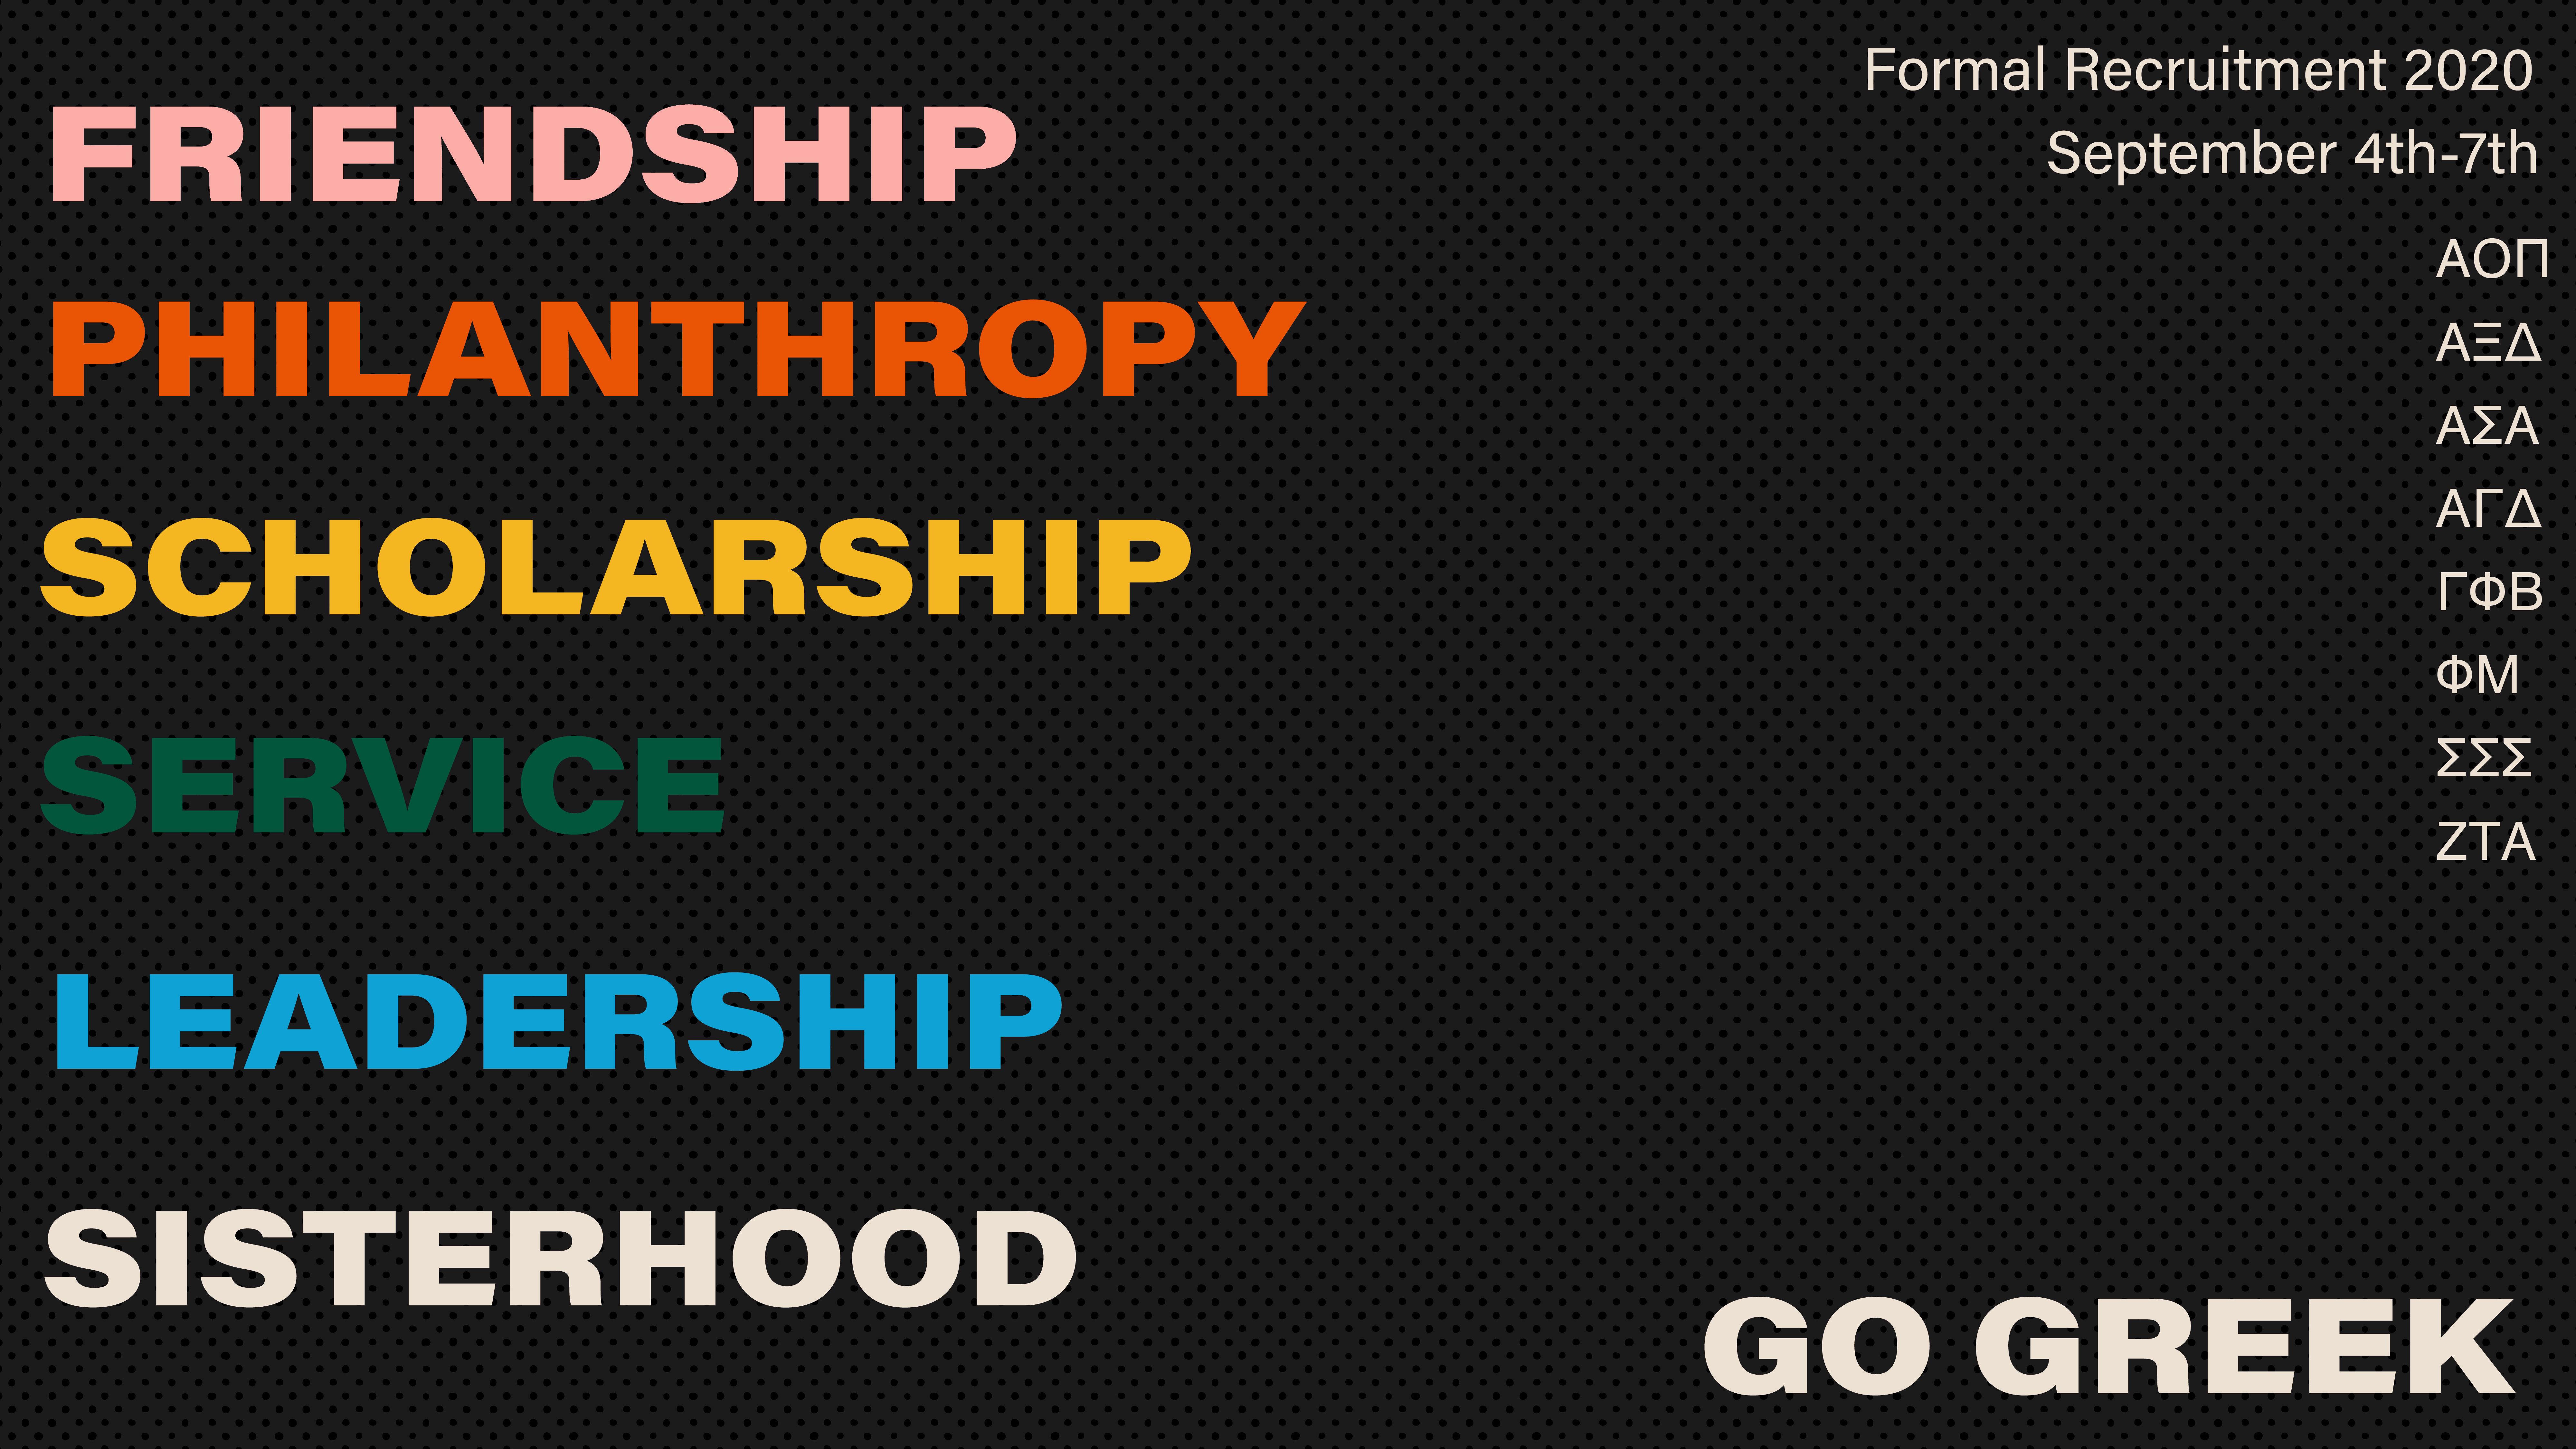 FRIENDSHIP
PHILANTHROPY
SCHOLARSHIP
SERVICE
LEADERSHIP
SISTERHOOD
Formal Recruitment 2020
September 4th-7th
ΑΟΠ
ΑΞΔ
ΑΣΑ
ΑΓΔ
ΓΦΒ
ΦΜ
ΣΣΣ
ΖΤΑ
GO GREEK